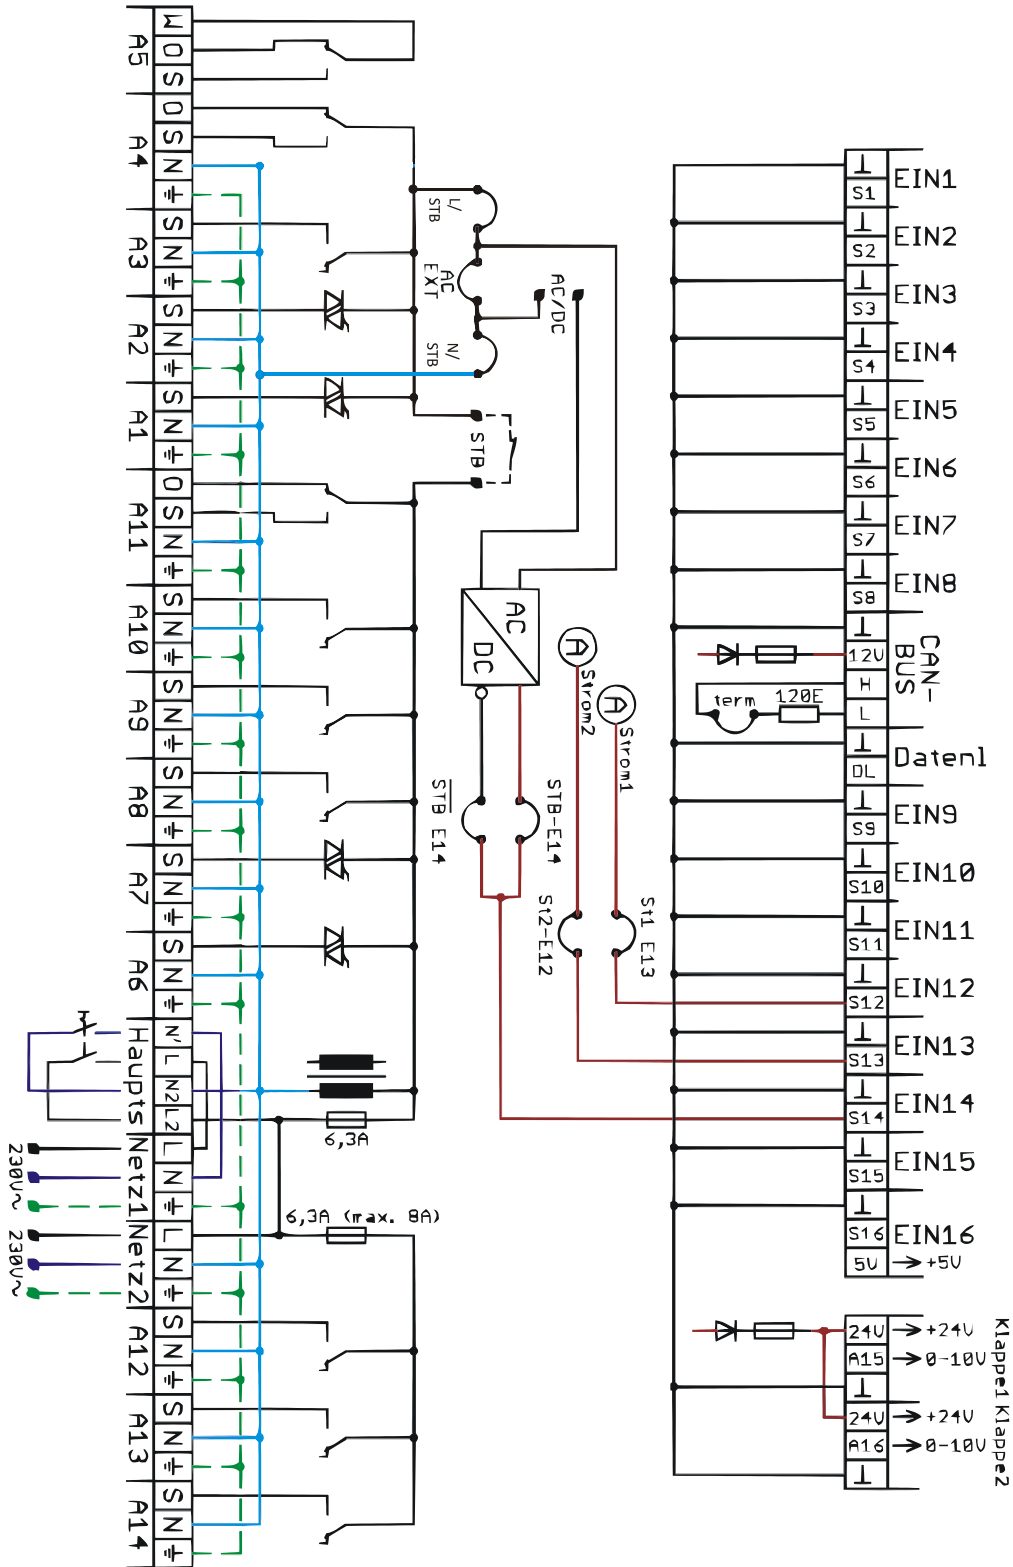 A5
W
O
S
A4
O
S
N
A3
S
N
A2
S
N
A1
S
N
A11
O
S
N
A10
S
N
A9
S
N
A8
S
N
A7
S
N
A6
S
N
Haupts
N'
L
N2
L2
Netz1
L
N
230V~
Netz2
L
N
230V~
A12
S
N
A13
S
N
A14
S
N
L/
STB
AC
EXT
N/
STB
AC/DC
STB
AC
DC
A
Strom2
A
Strom1
STB E14
STB-E14
St2-E12
St1 E13
6,3A
6,3A (max. 8A)
EIN1
S1
EIN2
S2
EIN3
S3
EIN4
S4
EIN5
S5
EIN6
S6
EIN7
S7
EIN8
S8
CAN-
BUS
12V
H
L
term
120E
Daten1
DL
EIN9
S9
EIN10
S10
EIN11
S11
EIN12
S12
EIN13
S13
EIN14
S14
EIN15
S15
EIN16
S16
5V → +5V
Klappe1
24V → +24V
A15 → 0-10V
Klappe2
24V → +24V
A16 → 0-10V